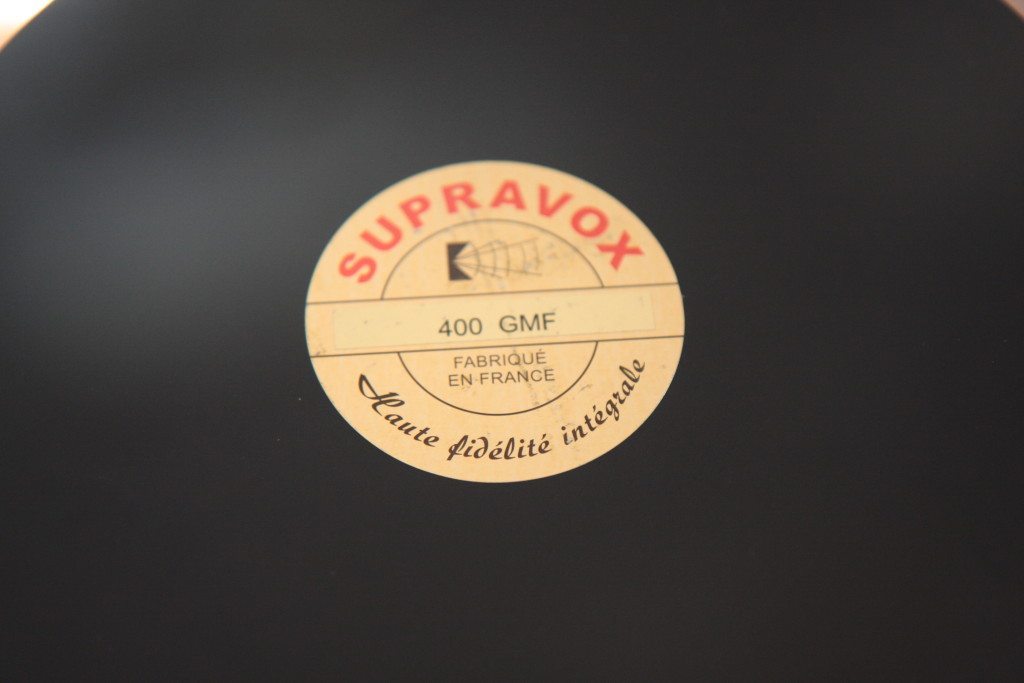 SUPRAVOX
400 GMF
FABRIQUÉ
EN FRANCE
Haute fidélité intégrale